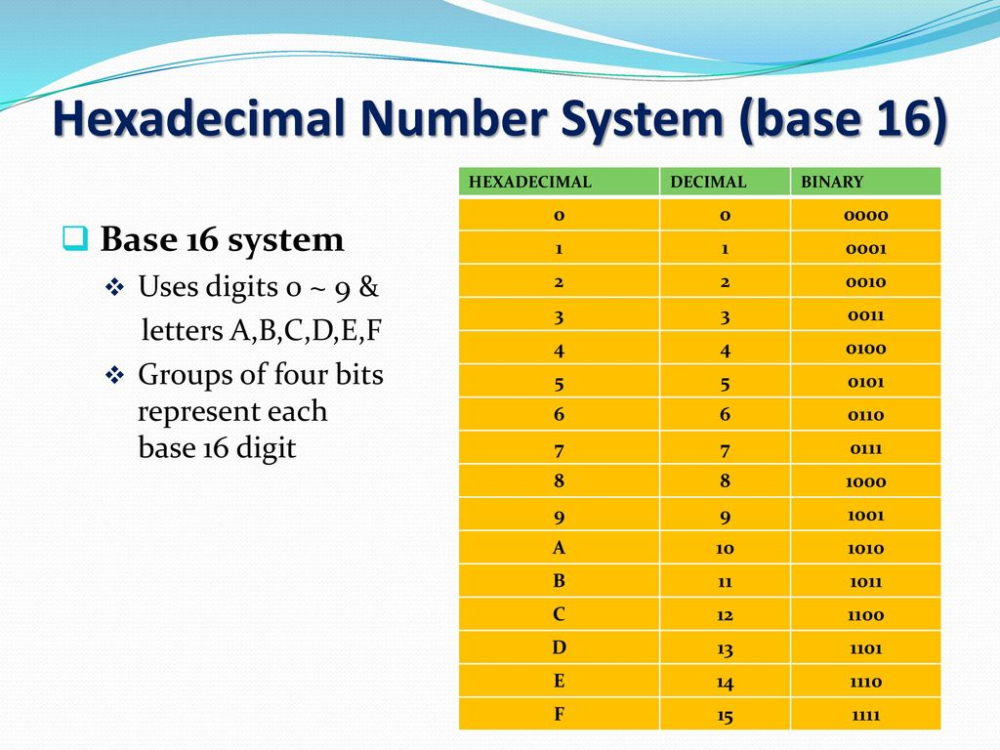 Hexadecimal Number System (base 16)
Base 16 system
Uses digits 0 ~ 9 &
letters A,B,C,D,E,F
Groups of four bits
represent each
base 16 digit
HEXADECIMAL DECIMAL BINARY
0 0 0000
1 1 0001
2 2 0010
3 3 0011
4 4 0100
5 5 0101
6 6 0110
7 7 0111
8 8 1000
9 9 1001
A 10 1010
B 11 1011
C 12 1100
D 13 1101
E 14 1110
F 15 1111